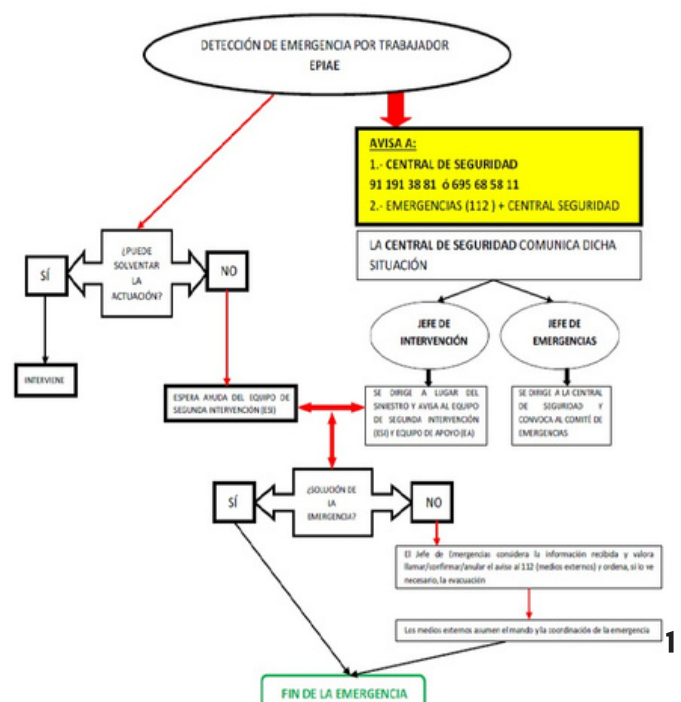 DETECCIÓN DE EMERGENCIA POR TRABAJADOR
EPIAE
AVISA A:
1.- CENTRAL DE SEGURIDAD
91 191 38 81 ó 695 68 58 11
2.- EMERGENCIAS (112 ) + CENTRAL SEGURIDAD
LA CENTRAL DE SEGURIDAD COMUNICA DICHA
SITUACIÓN
¿PUEDE
SOLVENTAR
LA
ACTUACIÓN?
SÍ
NO
JEFE DE
INTERVENCIÓN
JEFE DE
EMERGENCIAS
INTERVIENE
ESPERA AYUDA DEL EQUIPO DE
SEGUNDA INTERVENCIÓN (ESI)
SE DIRIGE A LUGAR DEL
SINIESTRO Y AVISA AL EQUIPO
DE SEGUNDA INTERVENCIÓN
(ESI) Y EQUIPO DE APOYO (EA)
SE DIRIGE A LA CENTRAL
DE SEGURIDAD Y
CONVOCA AL COMITÉ DE
EMERGENCIAS
¿SOLUCIÓN DE
LA
EMERGENCIA?
SÍ
NO
El Jefe de Emergencias considera la información recibida y valora
llamar/confirmar/anular el aviso al 112 (medios externos) y ordena, si lo ve
necesario, la evacuación
Los medios externos asumen el mando y la coordinación de la emergencia
1
FIN DE LA EMERGENCIA